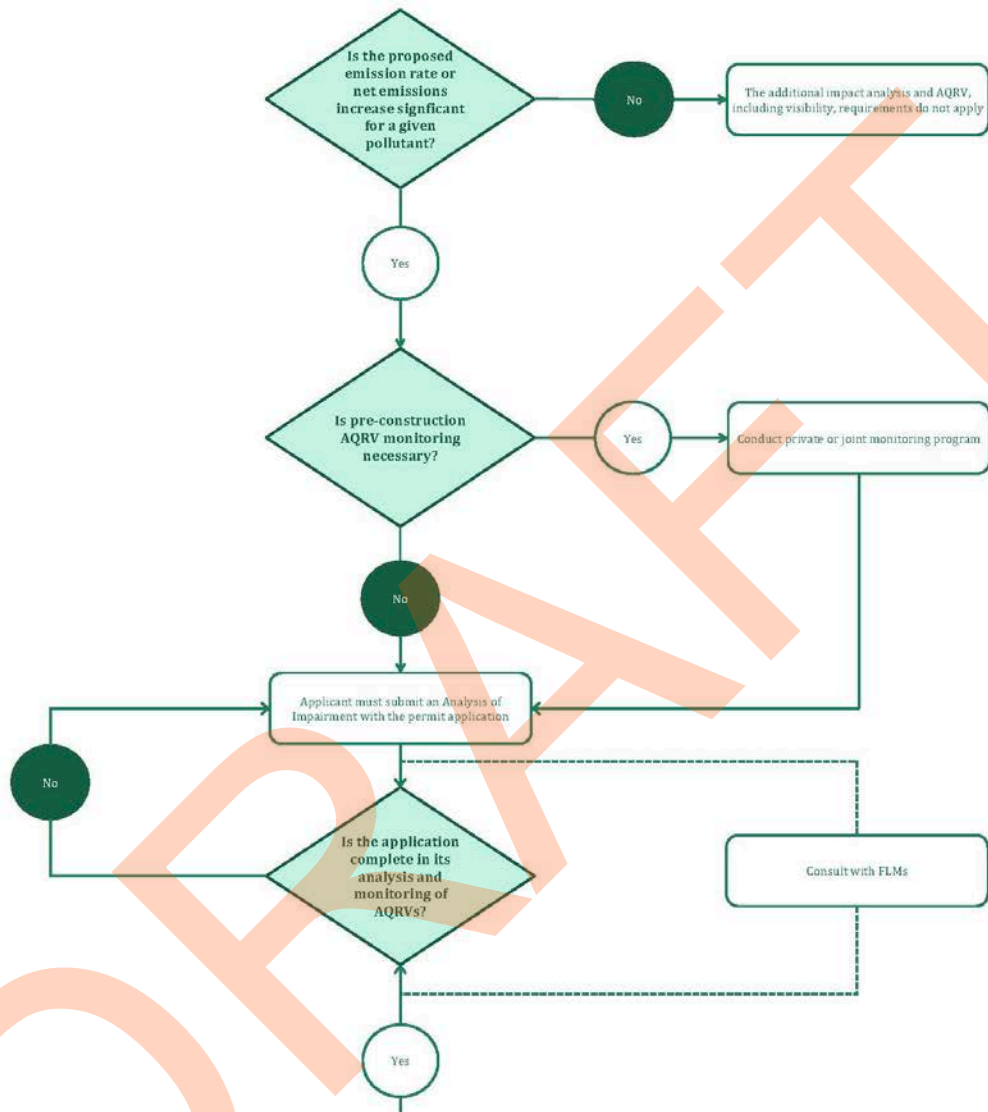 Is the proposed
emission rate or
net emissions
increase signficant
for a given
pollutant?
No
The additional impact analysis and AQRV,
including visibility, requirements do not apply
Yes
Is pre-construction
AQRV monitoring
necessary?
Yes
Conduct private or joint monitoring program
No
Applicant must submit an Analysis of
Impairment with the permit application
No
Is the application
complete in its
analysis and
monitoring of
AQRVs?
Consult with FLMs
Yes
DRAFT